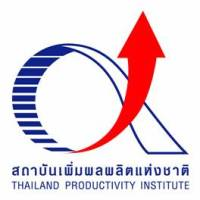 สถาบันเพิ่มผลผลิตแห่งชาติ
THAILAND PRODUCTIVITY INSTITUTE